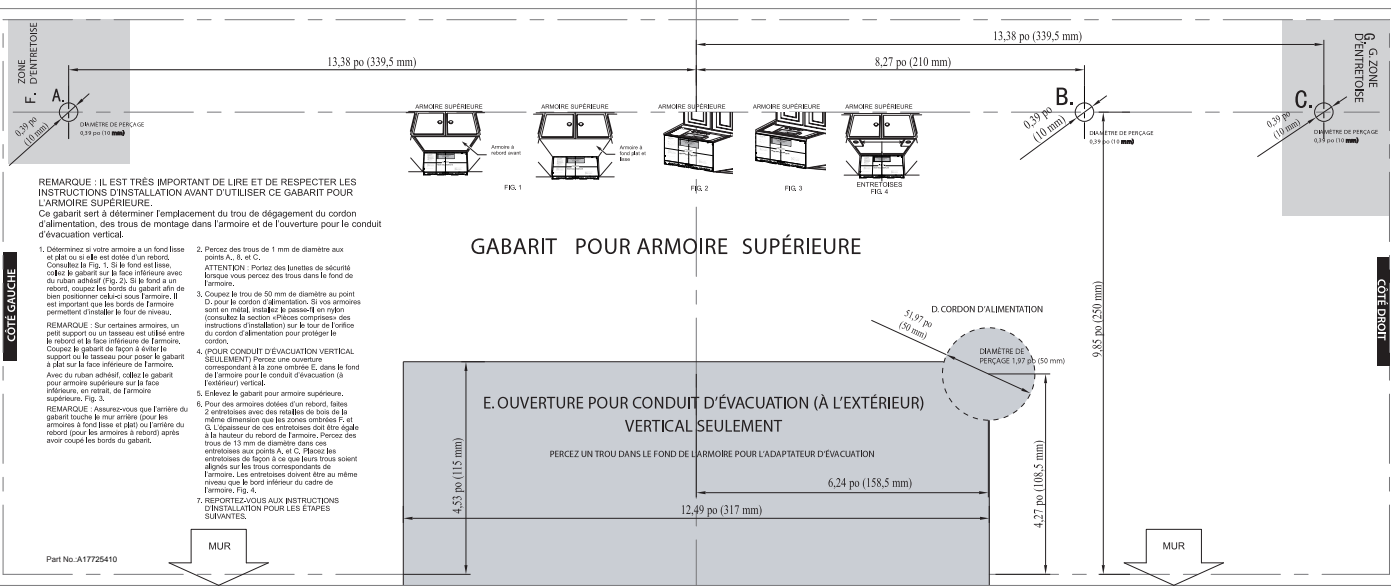 13,38 po (339,5 mm)
13,38 po (339,5 mm)
8,27 po (210 mm)
F. ZONE
D'ENTRETOISE
A.
0,39 po
(10 mm)
DIAMÈTRE DE PERÇAGE
0,39 po (10 mm)
ARMOIRE SUPÉRIEURE
Armoire à
rebord avant
FIG. 1
ARMOIRE SUPÉRIEURE
Armoire à
fond plat et
lisse
ARMOIRE SUPÉRIEURE
FIG. 2
ARMOIRE SUPÉRIEURE
FIG. 3
ARMOIRE SUPÉRIEURE
ENTRETOISES
FIG. 4
B.
0,39 po
(10 mm)
DIAMÈTRE DE PERÇAGE
0,39 po (10 mm)
G. G. ZONE
D'ENTRETOISE
C.
0,39 po
(10 mm)
DIAMÈTRE DE PERÇAGE
0,39 po (10 mm)
REMARQUE : IL EST TRÈS IMPORTANT DE LIRE ET DE RESPECTER LES
INSTRUCTIONS D'INSTALLATION AVANT D'UTILISER CE GABARIT POUR
L'ARMOIRE SUPÉRIEURE.
Ce gabarit sert à déterminer l'emplacement du trou de dégagement du cordon
d'alimentation, des trous de montage dans l'armoire et de l'ouverture pour le conduit
d'évacuation vertical.
1. Déterminez si votre armoire a un fond lisse
et plat ou si elle est dotée d'un rebord.
Consultez la Fig. 1. Si le fond est lisse,
collez le gabarit sur la face inférieure avec
du ruban adhésif (Fig. 2). Si le fond a un
rebord, coupez les bords du gabarit afin de
bien positionner celui-ci sous l'armoire. Il
est important que les bords de l'armoire
permettent d'installer le four de niveau.
REMARQUE : Sur certaines armoires, un
petit support ou un tasseau est utilisé entre
le rebord et la face inférieure de l'armoire.
Coupez le gabarit de façon à éviter le
support ou le tasseau pour poser le gabarit
à plat sur la face inférieure de l'armoire.
Avec du ruban adhésif, collez le gabarit
pour armoire supérieure sur la face
inférieure, en retrait, de l'armoire
supérieure. Fig. 3.
REMARQUE : Assurez-vous que l'arrière du
gabarit touche le mur arrière (pour les
armoires à fond lisse et plat) ou l'arrière du
rebord (pour les armoires à rebord) après
avoir coupé les bords du gabarit.
2. Percez des trous de 1 mm de diamètre aux
points A., 8. et C.
ATTENTION : Portez des lunettes de sécurité
lorsque vous percez des trous dans le fond de
l'armoire.
3. Coupez le trou de 50 mm de diamètre au point
D. pour le cordon d'alimentation. Si vos armoires
sont en métal, installez le passe-fil en nylon
(consultez la section «Pièces comprises» des
instructions d'installation) sur le tour de l'orifice
du cordon d'alimentation pour protéger le
cordon.
4. (POUR CONDUIT D'ÉVACUATION VERTICAL
SEULEMENT) Percez une ouverture
correspondant à la zone ombrée E. dans le fond
de l'armoire pour le conduit d'évacuation (à
l'extérieur) vertical.
5. Enlevez le gabarit pour armoire supérieure.
6. Pour des armoires dotées d'un rebord, faites
2 entretoises avec des retailles de bois de la
même dimension que les zones ombrées F. et
G. L'épaisseur de ces entretoises doit être égale
à la hauteur du rebord de l'armoire. Percez des
trous de 13 mm de diamètre dans ces
entretoises aux points A. et C. Placez les
entretoises de façon à ce que leurs trous soient
alignés sur les trous correspondants de
l'armoire. Les entretoises doivent être au même
niveau que le bord inférieur du cadre de
l'armoire. Fig. 4.
7. REPORTEZ-VOUS AUX INSTRUCTIONS
D'INSTALLATION POUR LES ÉTAPES
SUIVANTES.
CÔTÉ GAUCHE
GABARIT POUR ARMOIRE SUPÉRIEURE
CÔTÉ DROIT
D. CORDON D'ALIMENTATION
51,97 po
(50 mm)
DIAMÈTRE DE
PERÇAGE 1,97 po (50 mm)
9,85 po (250 mm)
E. OUVERTURE POUR CONDUIT D'ÉVACUATION (À L'EXTÉRIEUR)
VERTICAL SEULEMENT
PERCEZ UN TROU DANS LE FOND DE L'ARMOIRE POUR L'ADAPTATEUR D'ÉVACUATION
4,53 po (115 mm)
6,24 po (158,5 mm)
12,49 po (317 mm)
4,27 po (108,5 mm)
MUR
MUR
Part No.:A17725410